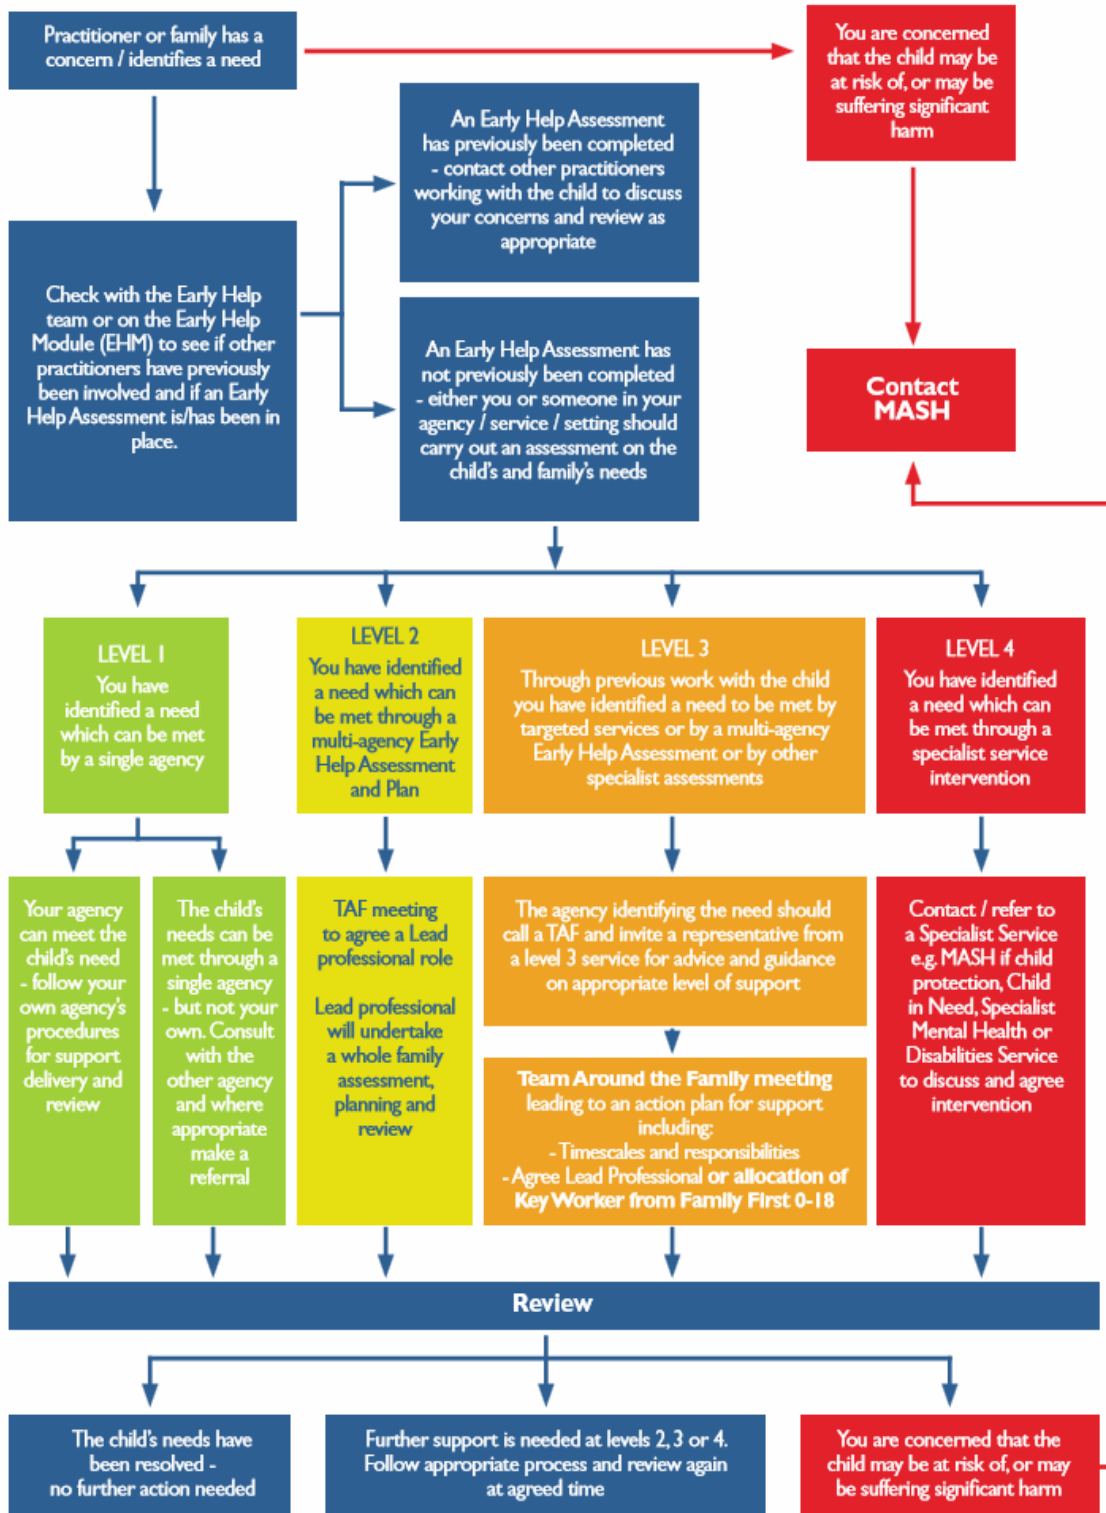 Practitioner or family has a
concern / identifies a need
You are concerned
that the child may be
at risk of, or may be
suffering significant
harm
An Early Help Assessment
has previously been completed
- contact other practitioners
working with the child to discuss
your concerns and review as
appropriate
Check with the Early Help
team or on the Early Help
Module (EHM) to see if other
practitioners have previously
been involved and if an Early
Help Assessment is/has been in
place.
An Early Help Assessment has
not previously been completed
- either you or someone in your
agency / service / setting should
carry out an assessment on the
child's and family's needs
Contact
MASH
LEVEL 1
You have
identified a need
which can be met
by a single agency
LEVEL 2
You have identified
a need which can
be met through a
multi-agency Early
Help Assessment
and Plan
LEVEL 3
Through previous work with the child
you have identified a need to be met by
targeted services or by a multi-agency
Early Help Assessment or by other
specialist assessments
LEVEL 4
You have identified
a need which can
be met through a
specialist service
intervention
Your agency
can meet the
child's need
- follow your
own agency's
procedures
for support
delivery and
review
The child's
needs can be
met through a
single agency
- but not your
own. Consult
with the
other agency
and where
appropriate
make a
referral
TAF meeting
to agree a Lead
professional role
Lead professional
will undertake
a whole family
assessment,
planning and
review
The agency identifying the need should
call a TAF and invite a representative from
a level 3 service for advice and guidance
on appropriate level of support
Team Around the Family meeting
leading to an action plan for support
including:
- Timescales and responsibilities
- Agree Lead Professional or allocation of
Key Worker from Family First 0-18
Contact / refer to
a Specialist Service
e.g. MASH if child
protection, Child
in Need, Specialist
Mental Health or
Disabilities Service
to discuss and agree
intervention
Review
The child's needs have
been resolved -
no further action needed
Further support is needed at levels 2, 3 or 4.
Follow appropriate process and review again
at agreed time
You are concerned that the
child may be at risk of, or may
be suffering significant harm